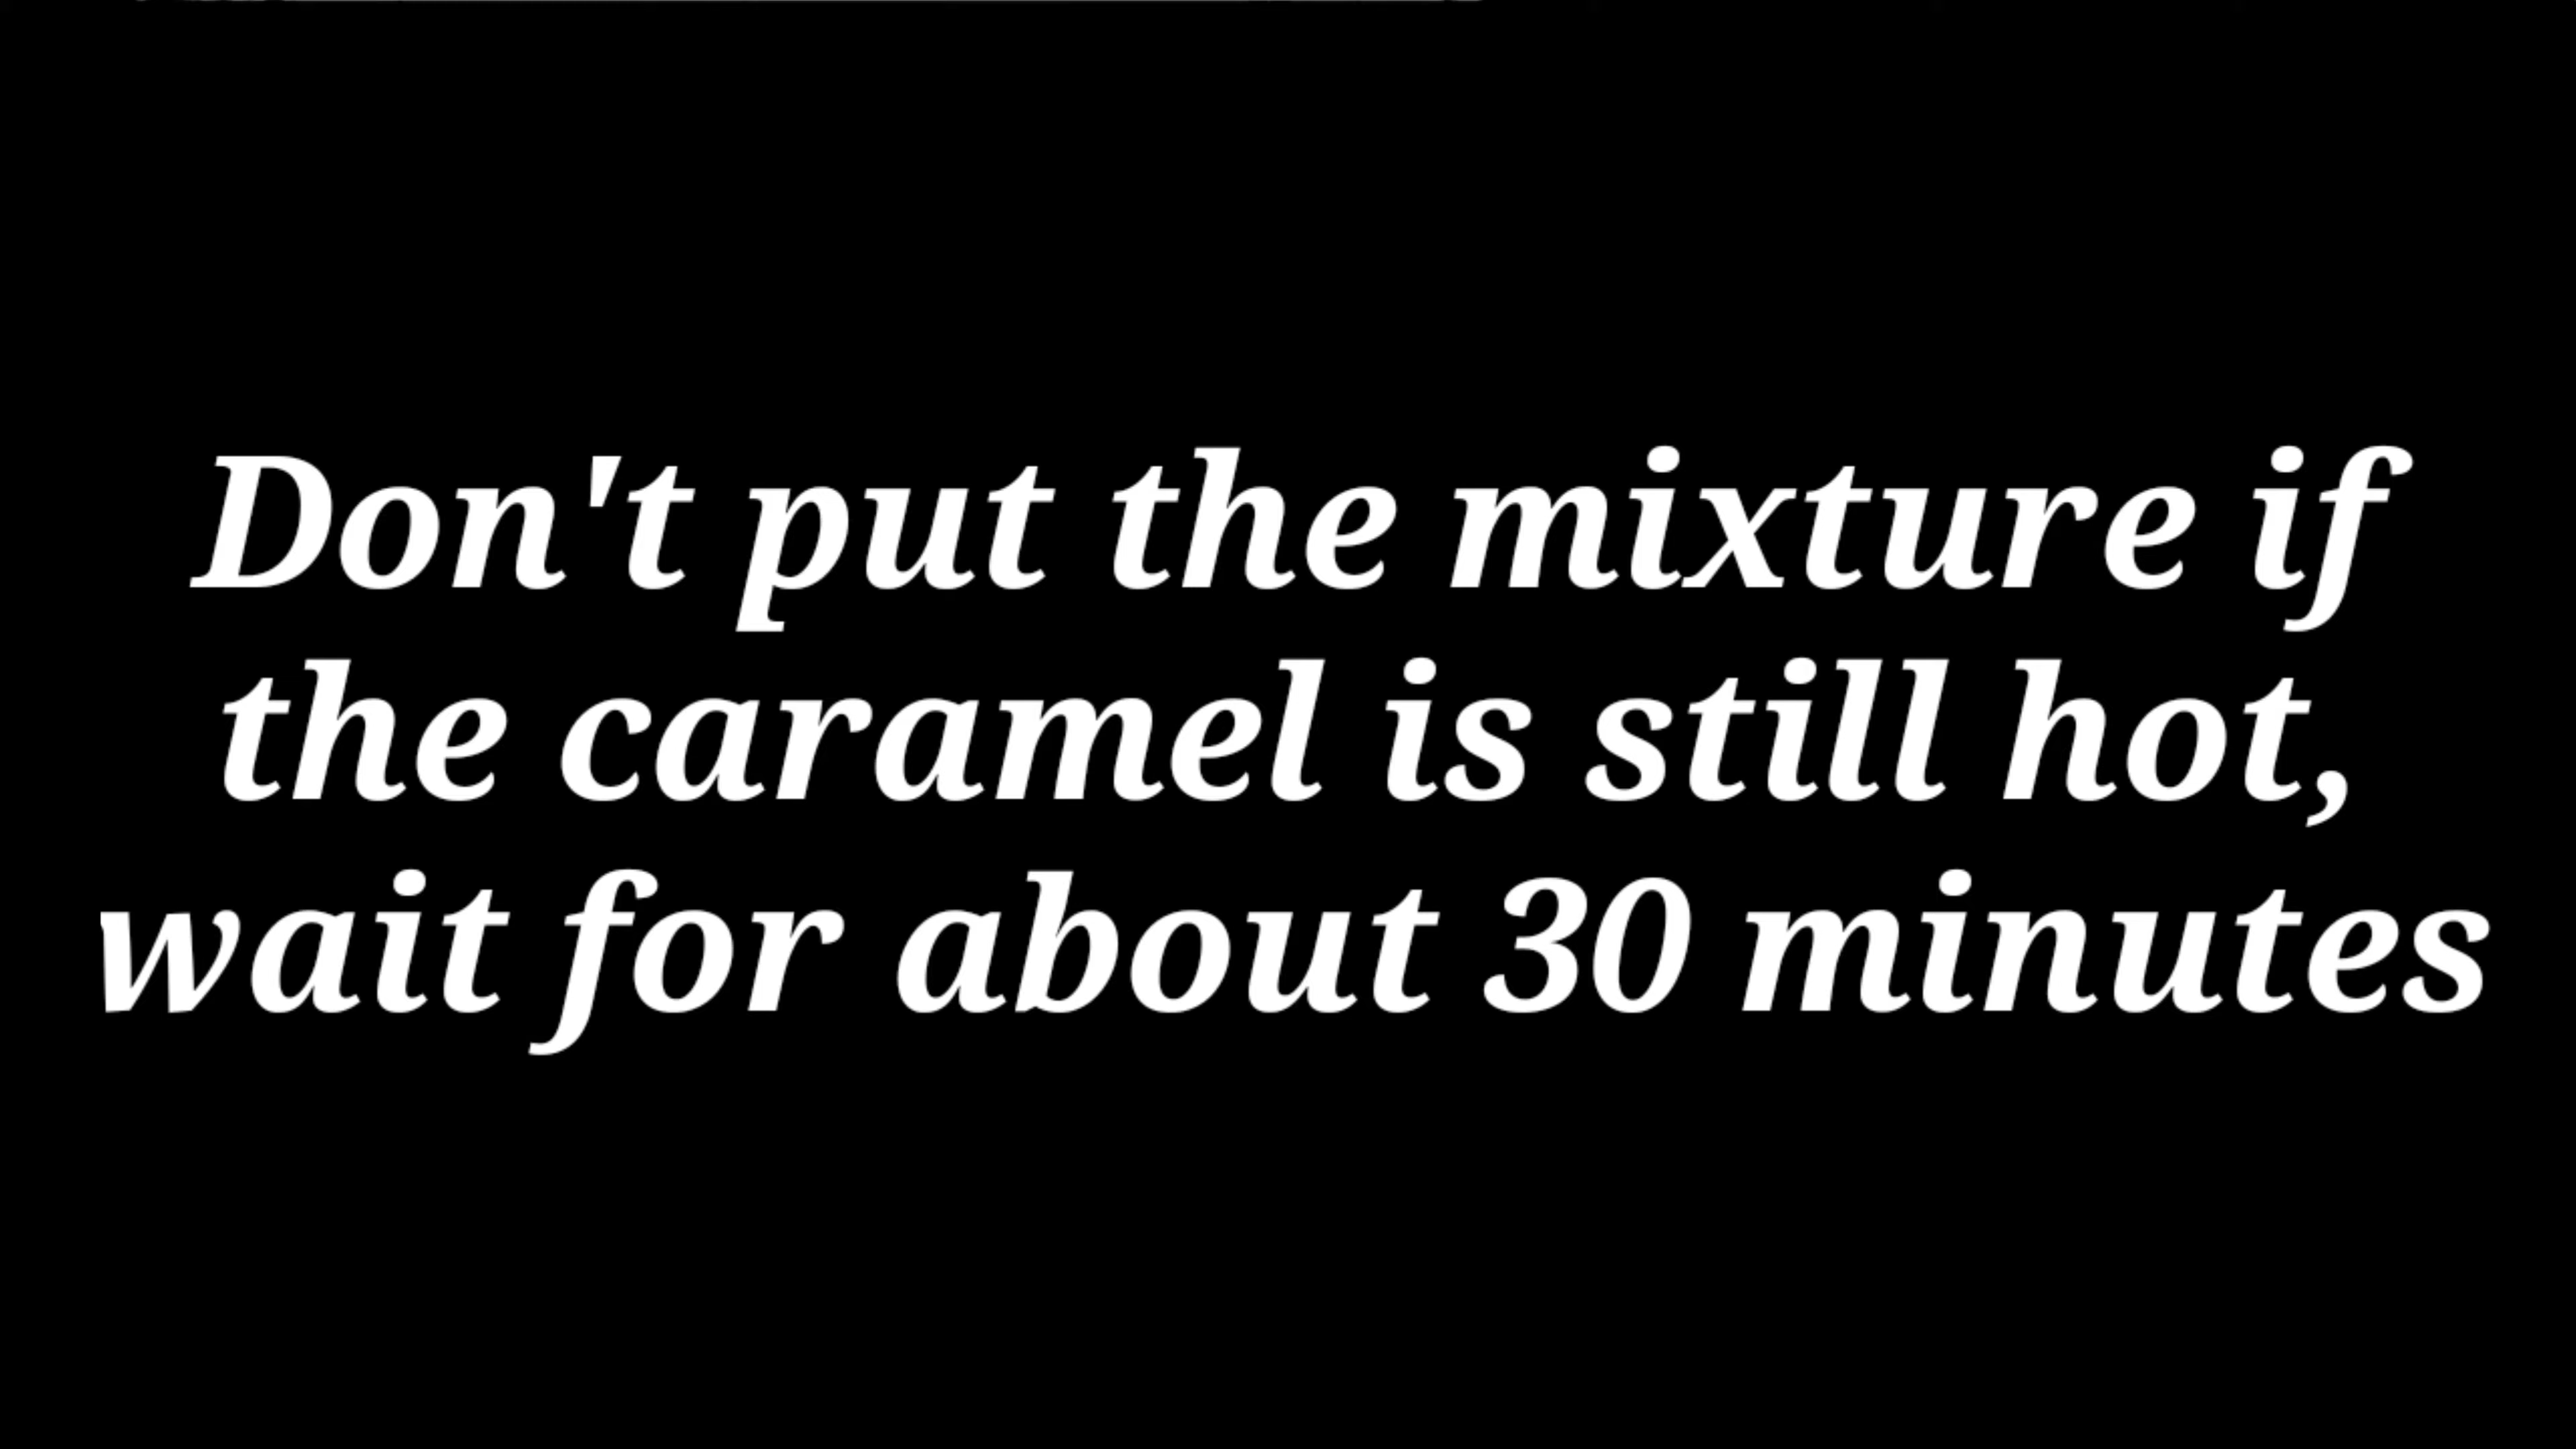 Don't put the mixture if
the caramel is still hot,
wait for about 30 minutes